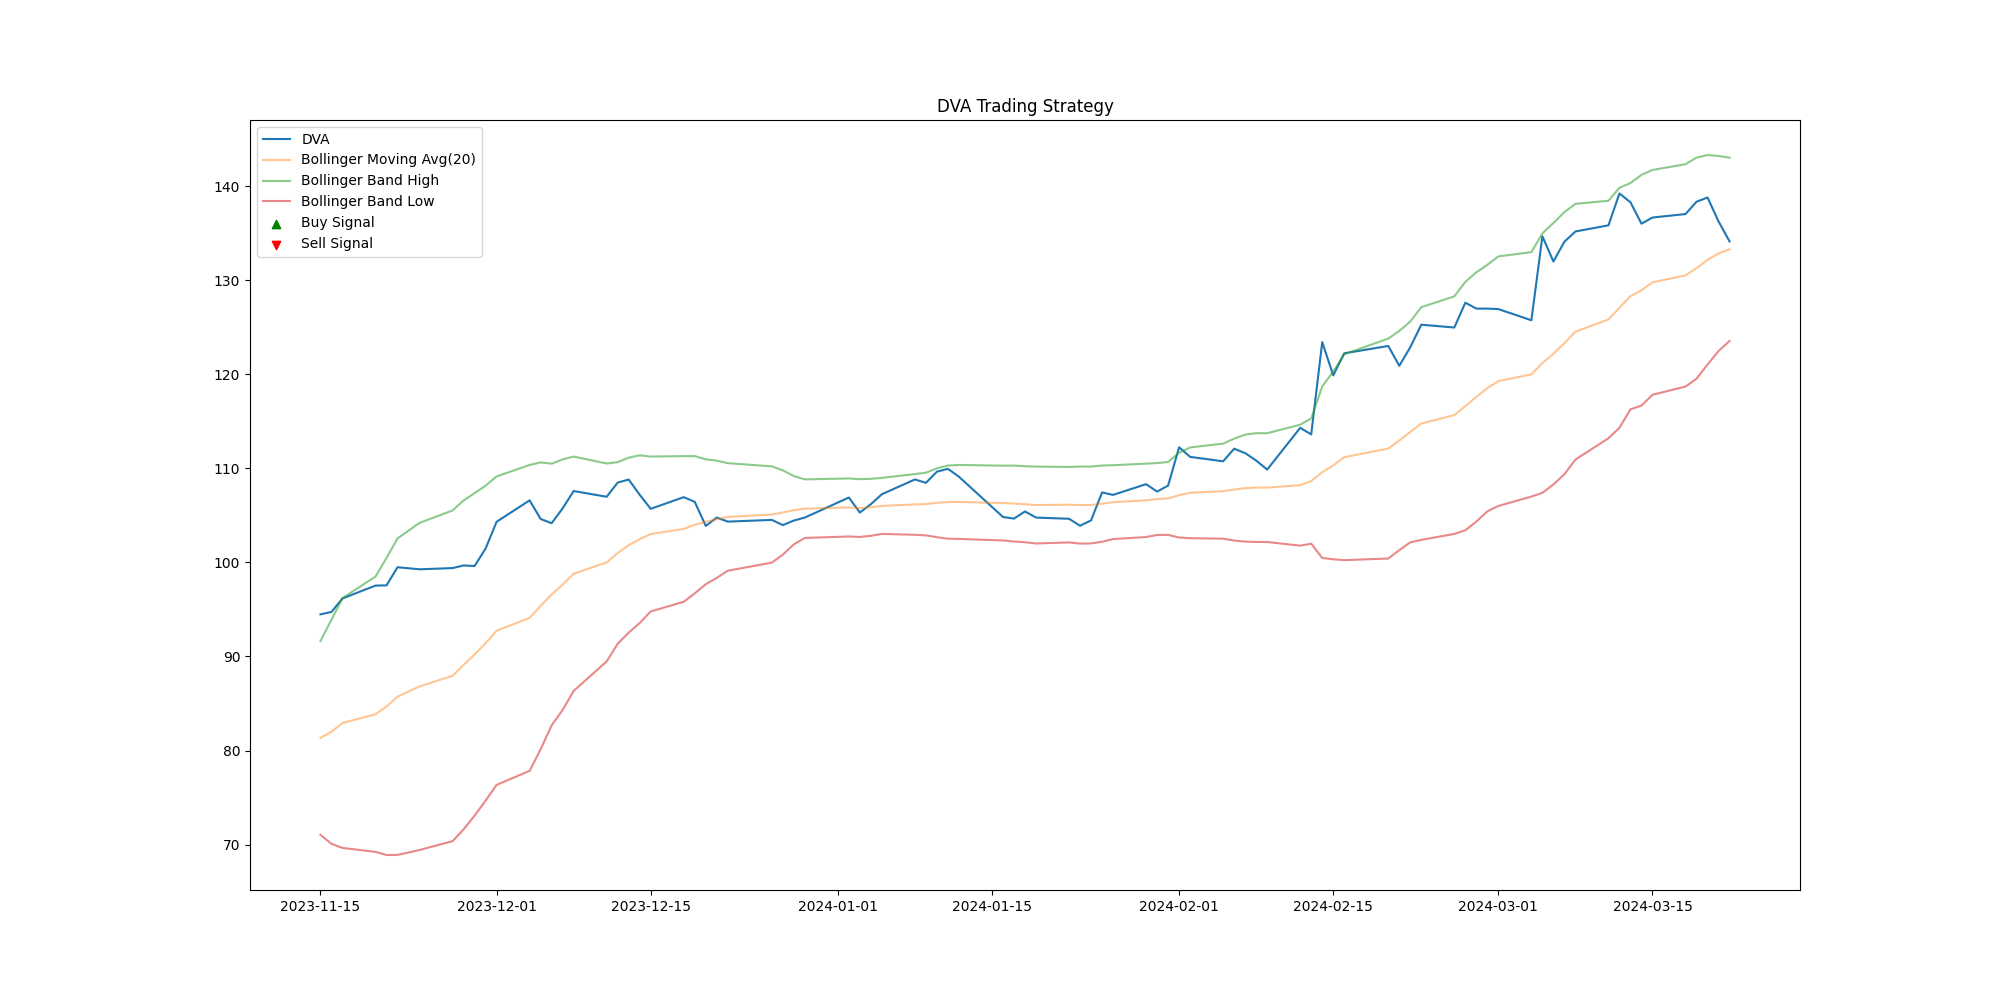 DVA Trading Strategy
DVA
Bollinger Moving Avg(20)
Bollinger Band High
Bollinger Band Low
Buy Signal
Sell Signal
140
130
120
110
100
90
80
70
2023-11-15 2023-12-01 2023-12-15 2024-01-01 2024-01-15 2024-02-01 2024-02-15 2024-03-01 2024-03-15